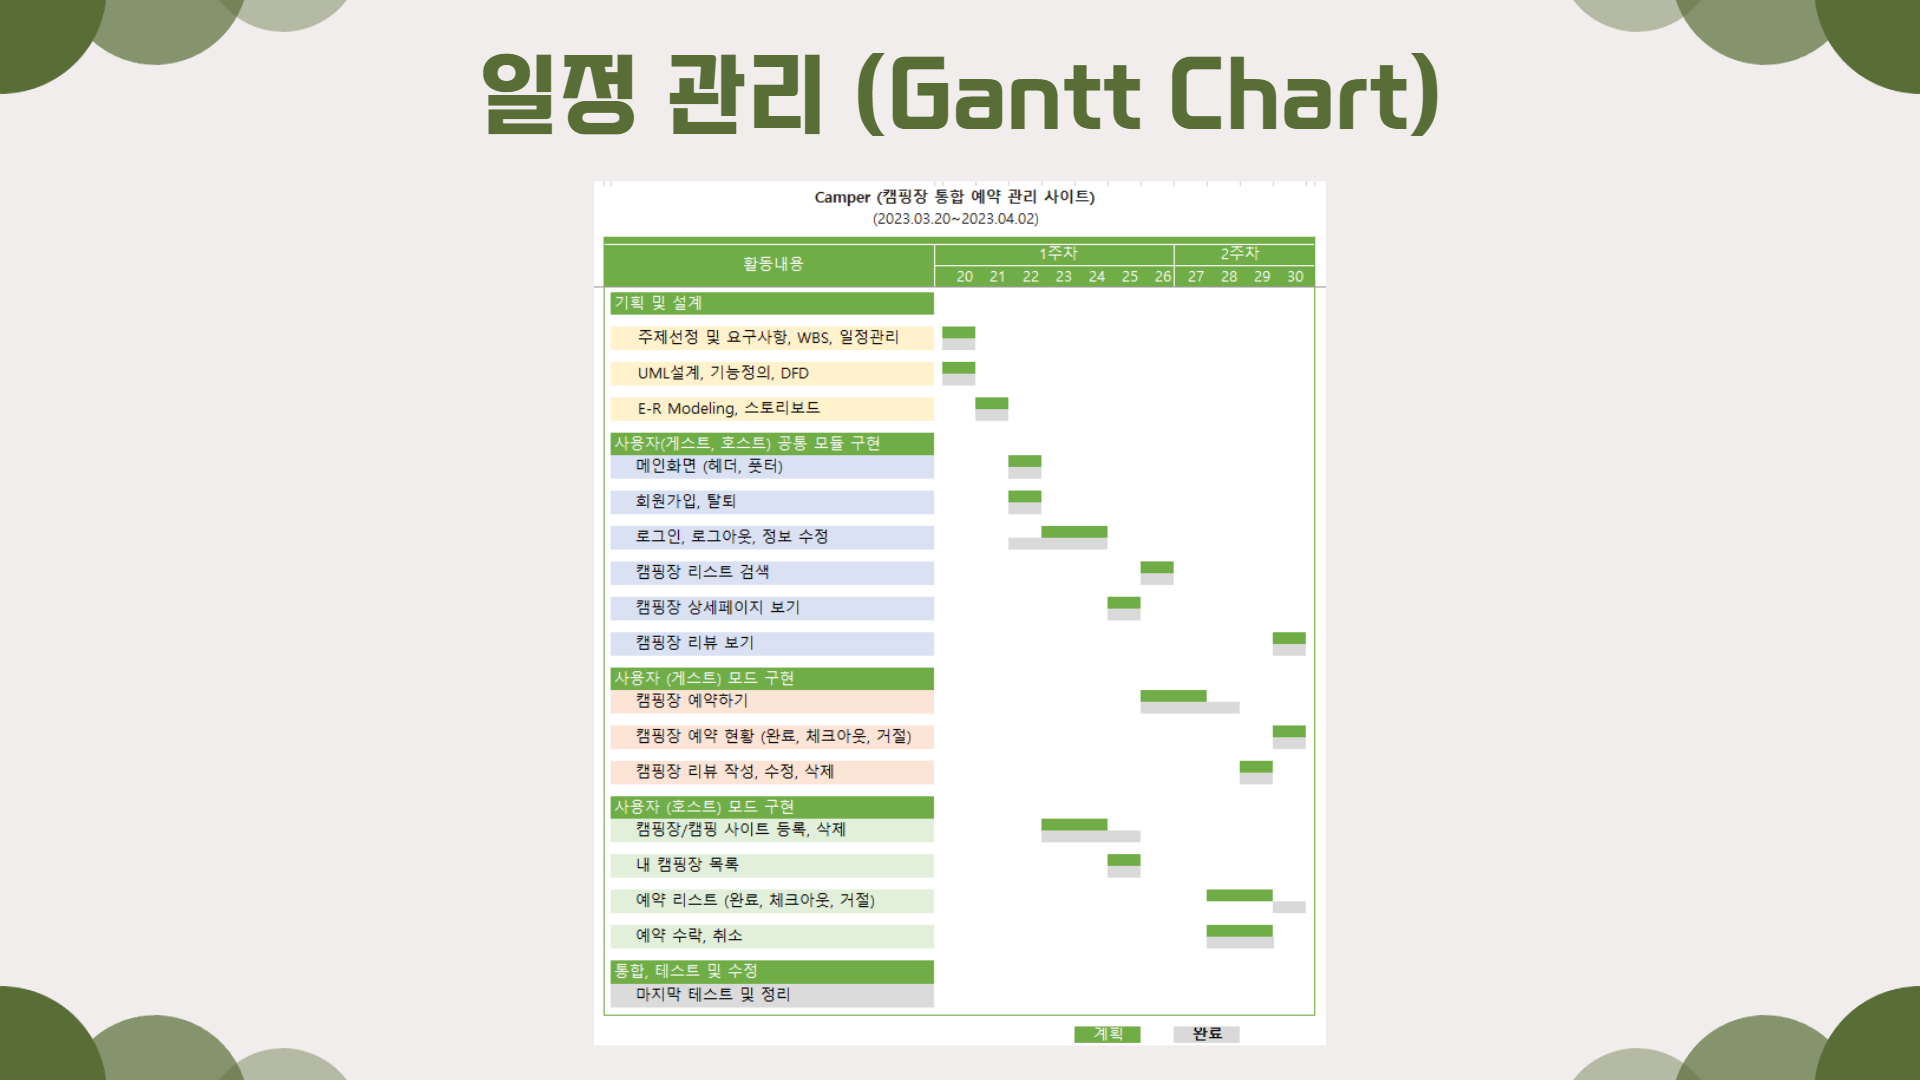 일정 관리 (Gantt Chart)
Camper (캠핑장 통합 예약 관리 사이트)
(2023.03.20~2023.04.02)
활동내용
1주차 2주차
20 21 22 23 24 25 26 27 28 29 30
기획 및 설계
주제선정 및 요구사항, WBS, 일정관리
UML설계, 기능정의, DFD
E-R Modeling, 스토리보드
사용자(게스트, 호스트) 공통 모듈 구현
메인화면 (헤더, 풋터)
회원가입, 탈퇴
로그인, 로그아웃, 정보 수정
캠핑장 리스트 검색
캠핑장 상세페이지 보기
캠핑장 리뷰 보기
사용자 (게스트) 모드 구현
캠핑장 예약하기
캠핑장 예약 현황 (완료, 체크아웃, 거절)
캠핑장 리뷰 작성, 수정, 삭제
사용자 (호스트) 모드 구현
캠핑장/캠핑 사이트 등록, 삭제
내 캠핑장 목록
예약 리스트 (완료, 체크아웃, 거절)
예약 수락, 취소
통합, 테스트 및 수정
마지막 테스트 및 정리
계획 완료